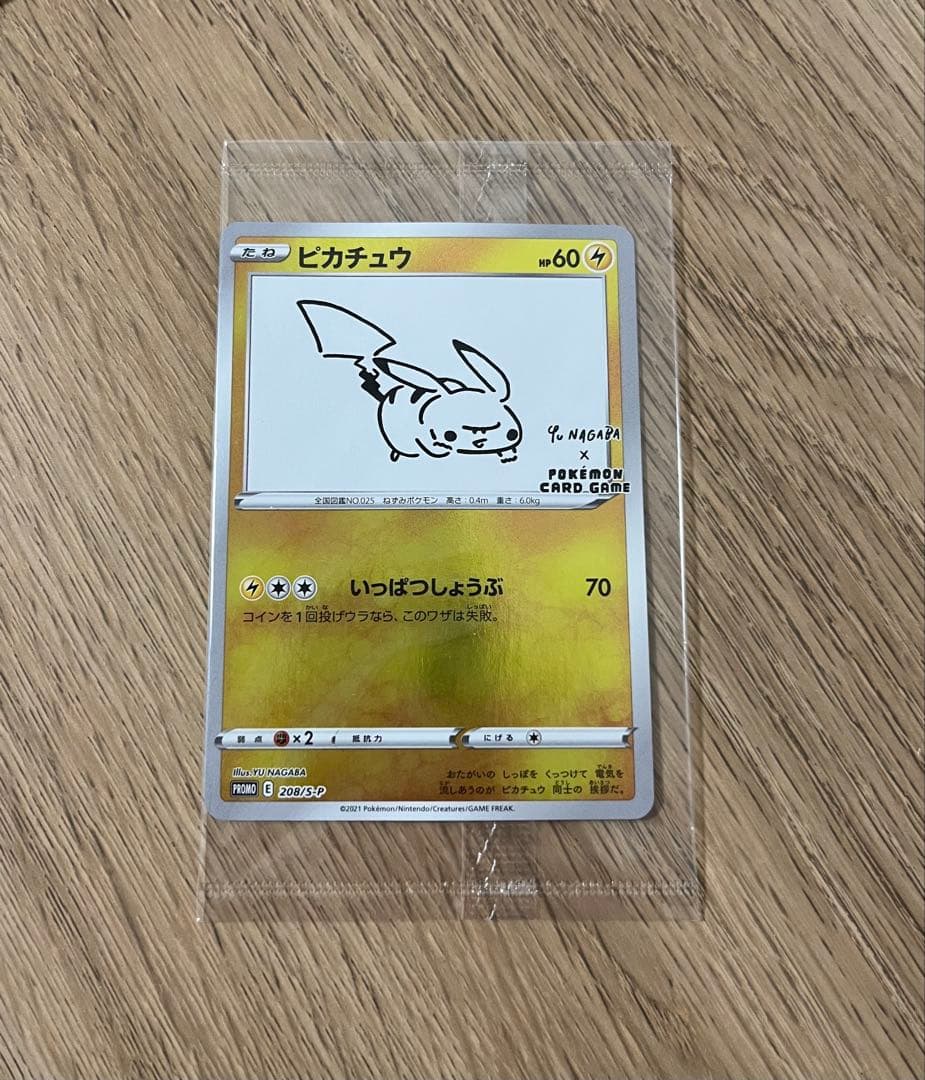 たね ピカチュウ HP60
Yu NAGABA
×
POKÉMON
CARD GAME
全国図鑑NO.025 ねずみポケモン 高さ:0.4m 重さ:6.0kg
いっぱつしょうぶ 70
コインを1回投げウラなら、このワザは失敗。
弱点 ×2 抵抗力 にげる
Illus.YU NAGABA
PROMO E 208/S-P
おたがいの しっぽを くっつけて 電気を
流しあうのが ピカチュウ 同士の 挨拶だ。
©2021 Pokémon/Nintendo/Creatures/GAME FREAK.